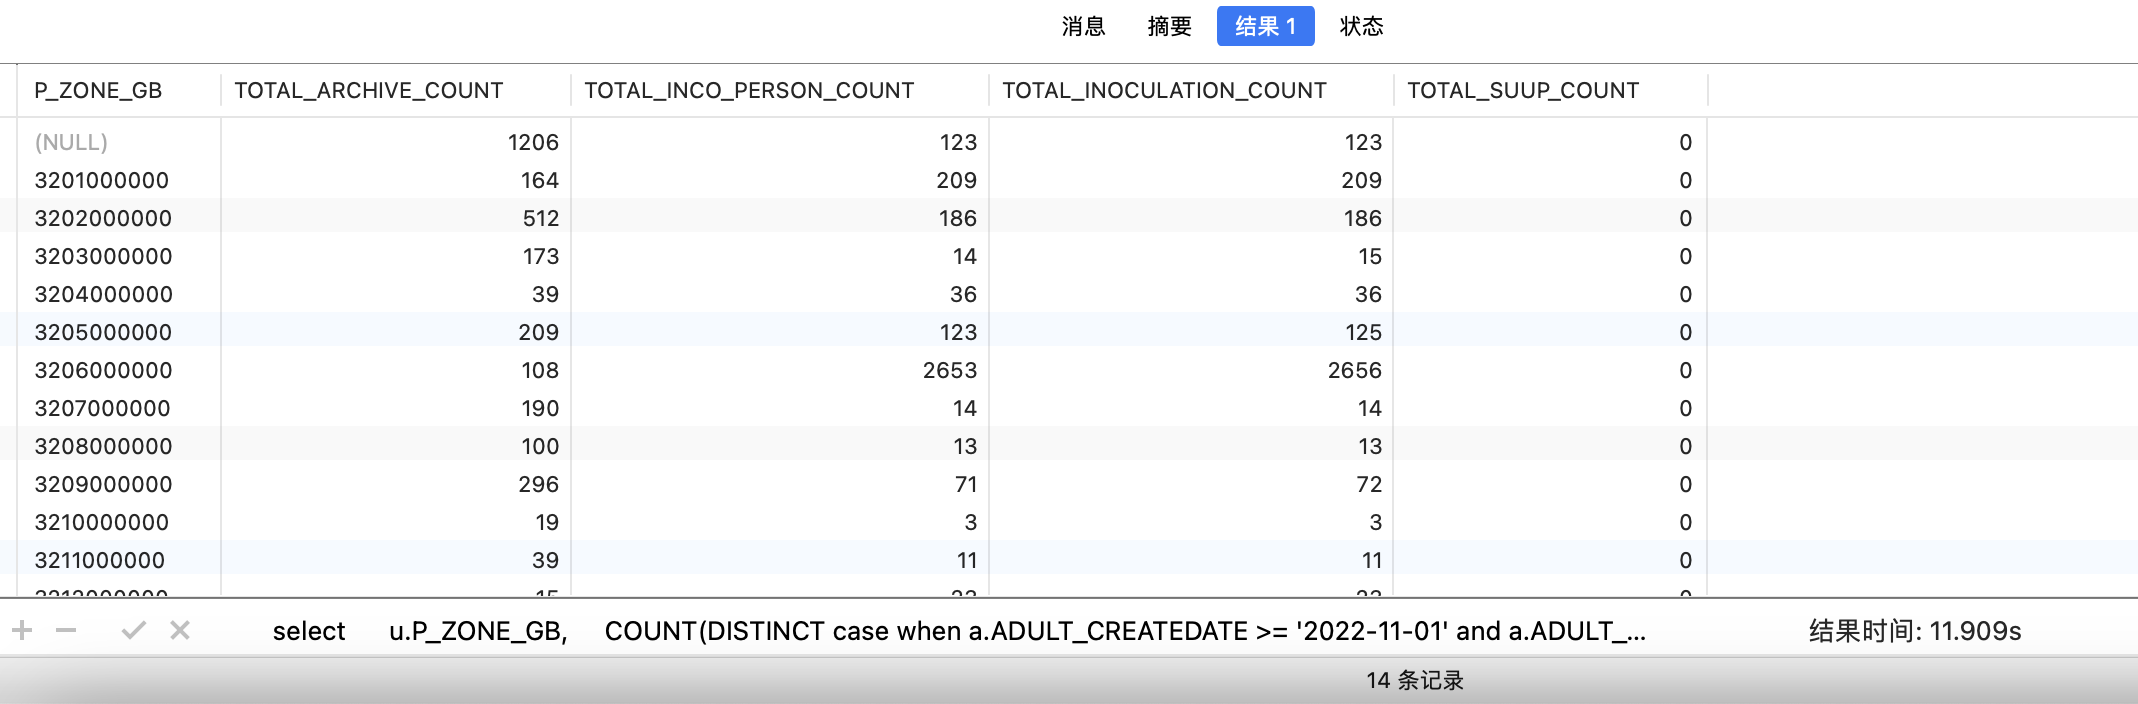 消息 摘要 结果 1 状态
P_ZONE_GB TOTAL_ARCHIVE_COUNT TOTAL_INCO_PERSON_COUNT TOTAL_INOCULATION_COUNT TOTAL_SUUP_COUNT
(NULL) 1206 123 123 0
3201000000 164 209 209 0
3202000000 512 186 186 0
3203000000 173 14 15 0
3204000000 39 36 36 0
3205000000 209 123 125 0
3206000000 108 2653 2656 0
3207000000 190 14 14 0
3208000000 100 13 13 0
3209000000 296 71 72 0
3210000000 19 3 3 0
3211000000 39 11 11 0
select u.P_ZONE_GB, COUNT(DISTINCT case when a.ADULT_CREATEDATE >= '2022-11-01' and a.ADULT_... 结果时间: 11.909s
14 条记录